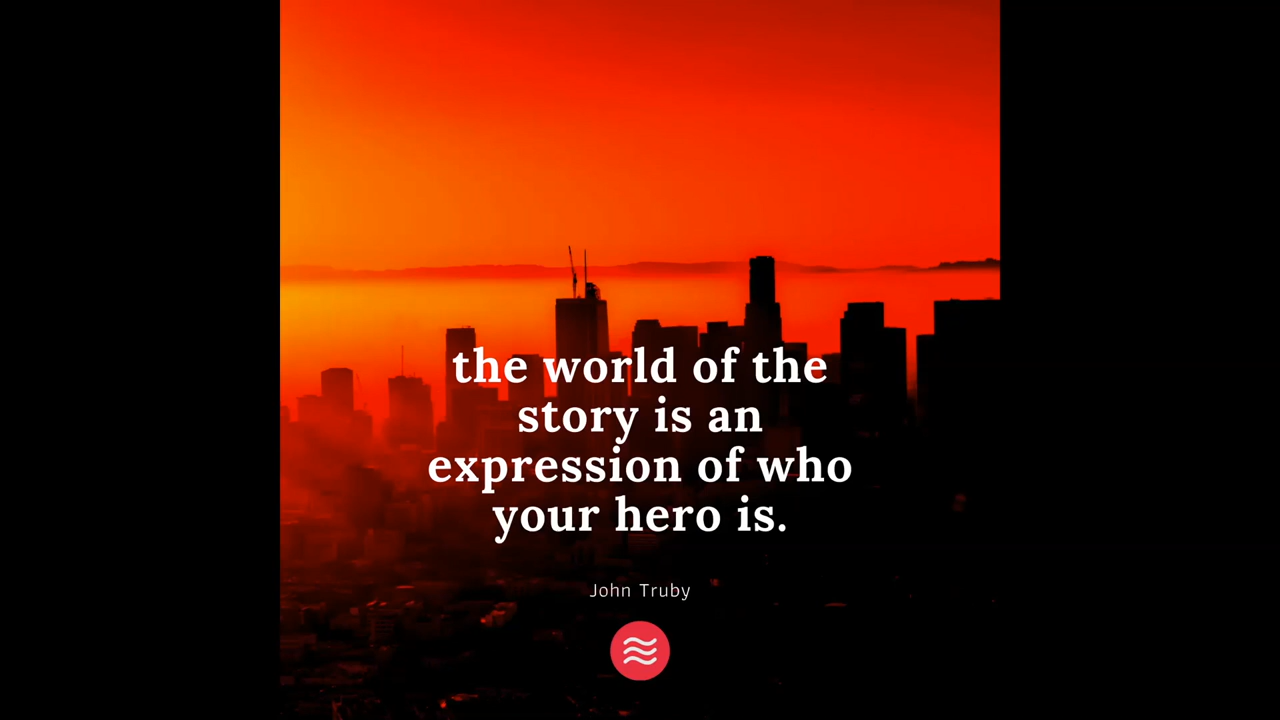 the world of the
story is an
expression of who
your hero is.
John Truby